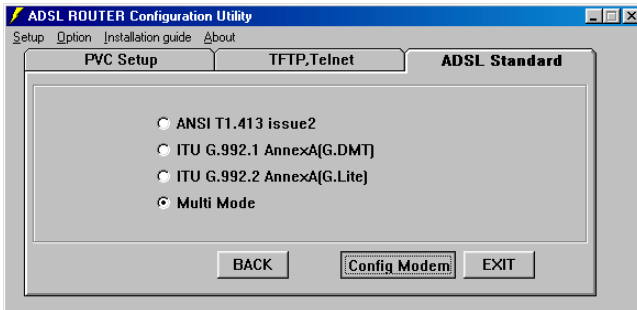 ADSL ROUTER Configuration Utility
Setup Option Installation guide About
PVC Setup TFTP,Telnet ADSL Standard
ANSI T1.413 issue2
ITU G.992.1 AnnexA(G.DMT)
ITU G.992.2 AnnexA(G.Lite)
Multi Mode
BACK Config Modem EXIT